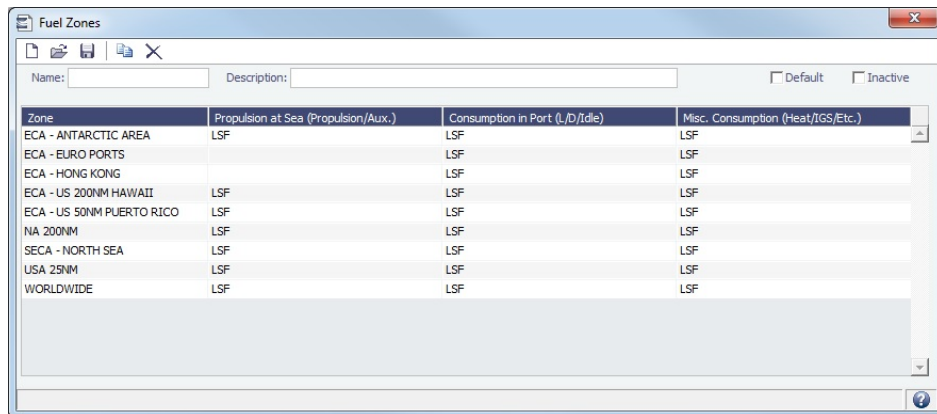 Fuel Zones
Name: Description: Default Inactive
Zone Propulsion at Sea (Propulsion/Aux.) Consumption in Port (L/D/Idle) Misc. Consumption (Heat/IGS/Etc.)
ECA - ANTARCTIC AREA LSF LSF LSF
ECA - EURO PORTS LSF LSF
ECA - HONG KONG LSF LSF
ECA - US 200NM HAWAII LSF LSF LSF
ECA - US 50NM PUERTO RICO LSF LSF LSF
NA 200NM LSF LSF LSF
SECA - NORTH SEA LSF LSF LSF
USA 25NM LSF LSF LSF
WORLDWIDE LSF LSF LSF